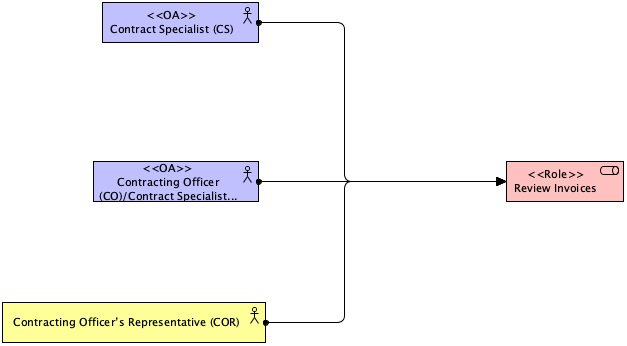 <<OA>>
Contract Specialist (CS)
<<OA>>
Contracting Officer
(CO)/Contract Specialist...
<<Role>>
Review Invoices
Contracting Officer's Representative (COR)